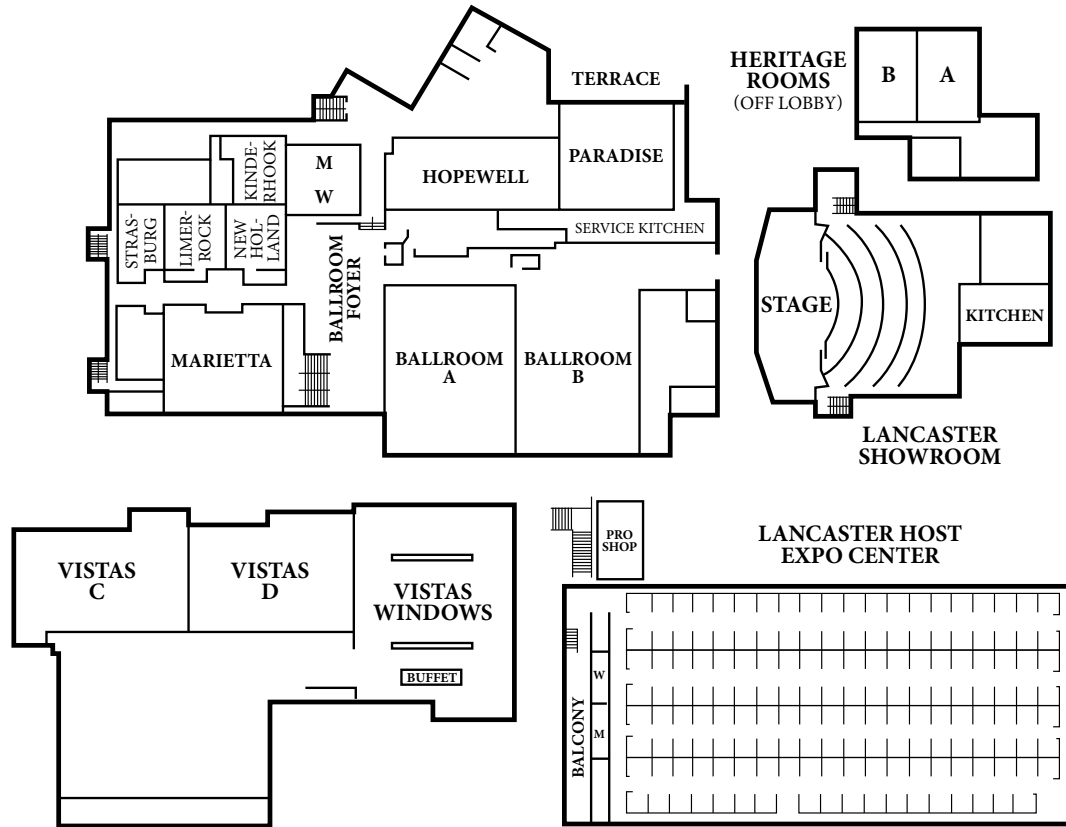 TERRACE
HERITAGE
ROOMS
(OFF LOBBY)
B
A
KINDE-
RHOOK
M
W
HOPEWELL
PARADISE
STRAS-
BURG
LIMER-
ROCK
NEW
HOL-
LAND
SERVICE KITCHEN
BALLROOM
FOYER
STAGE
KITCHEN
MARIETTA
BALLROOM
A
BALLROOM
B
LANCASTER
SHOWROOM
VISTAS
C
VISTAS
D
VISTAS
WINDOWS
BUFFET
PRO
SHOP
LANCASTER HOST
EXPO CENTER
W
M
BALCONY